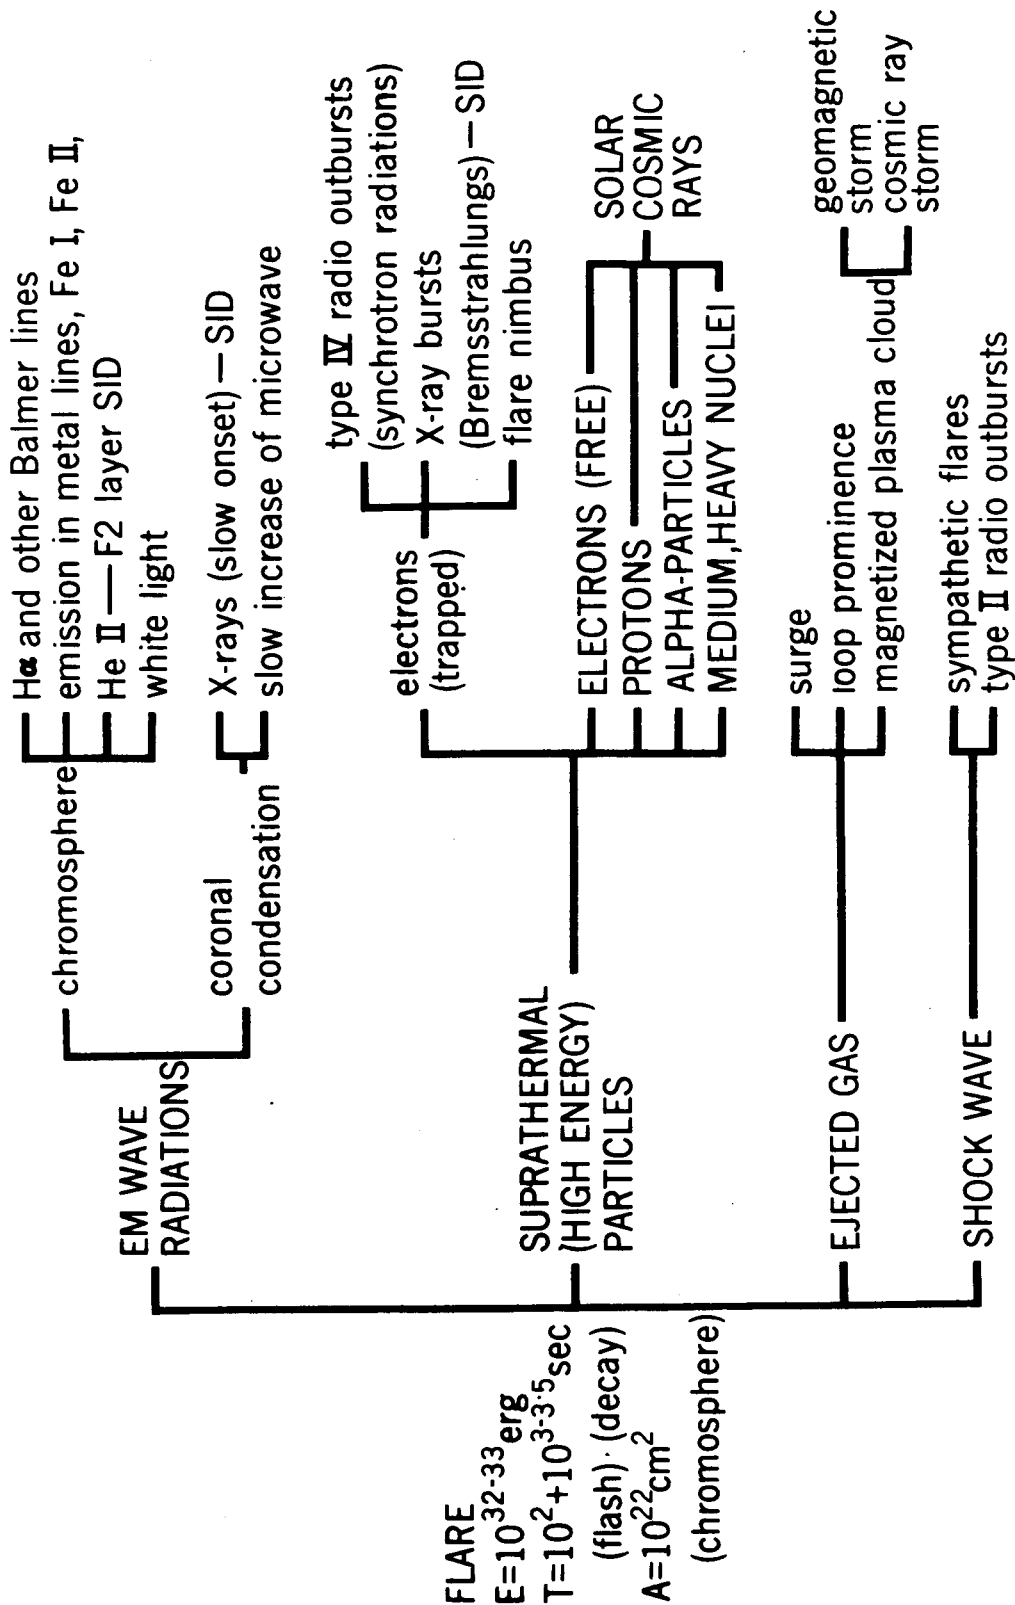 FLARE
E=10^32-33 erg
T=10^2+10^3-3·5 sec
(flash)·(decay)
A=10^22 cm^2
(chromosphere)
EM WAVE
RADIATIONS
chromosphere
Hα and other Balmer lines
emission in metal lines, Fe I, Fe II,
He II — F2 layer SID
white light
coronal
condensation
X-rays (slow onset) — SID
slow increase of microwave
SUPRATHERMAL
(HIGH ENERGY)
PARTICLES
electrons
(trapped)
type IV radio outbursts
(synchrotron radiations)
X-ray bursts
(Bremsstrahlungs) — SID
flare nimbus
ELECTRONS (FREE)
PROTONS
ALPHA-PARTICLES
MEDIUM, HEAVY NUCLEI
SOLAR
COSMIC
RAYS
EJECTED GAS
surge
loop prominence
magnetized plasma cloud
geomagnetic
storm
cosmic ray
storm
SHOCK WAVE
sympathetic flares
type II radio outbursts